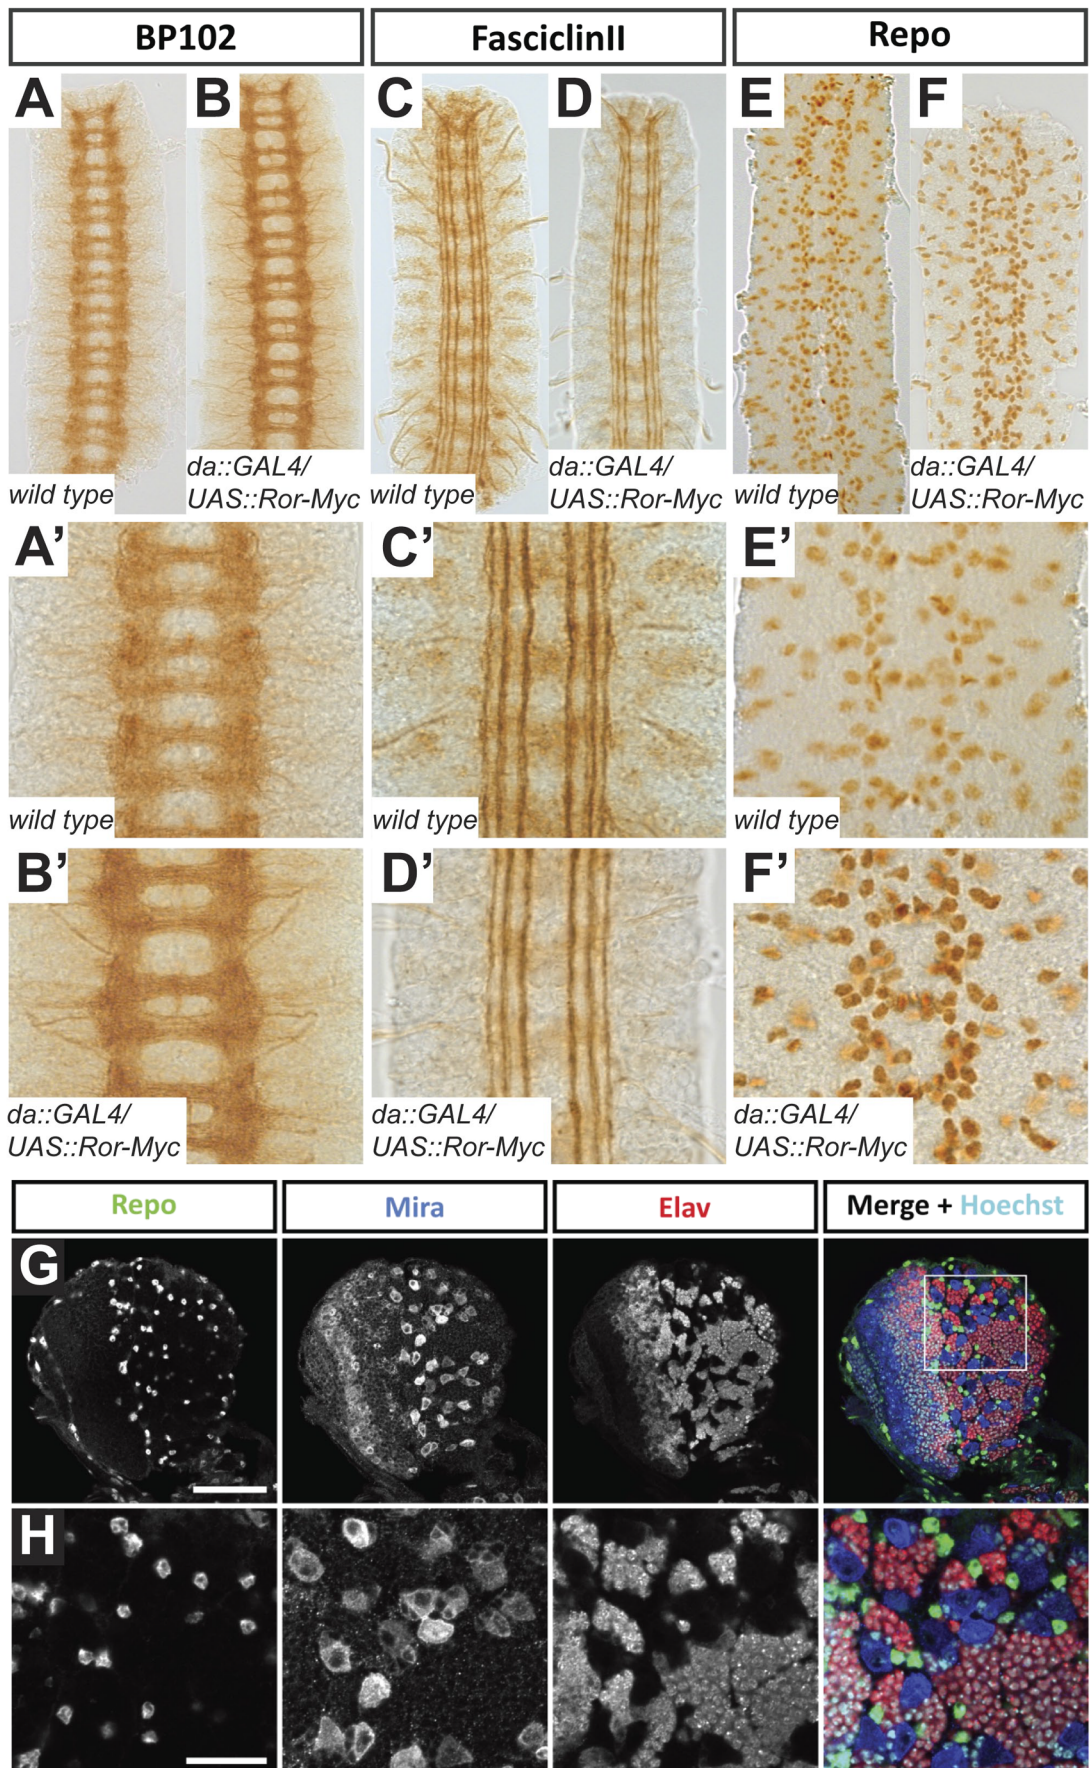 BP102
FasciclinII
Repo
A
B
C
D
E
F
wild type
da::GAL4/
UAS::Ror-Myc
wild type
da::GAL4/
UAS::Ror-Myc
wild type
da::GAL4/
UAS::Ror-Myc
A’
C’
E’
wild type
wild type
wild type
B’
D’
F’
da::GAL4/
UAS::Ror-Myc
da::GAL4/
UAS::Ror-Myc
da::GAL4/
UAS::Ror-Myc
Repo
Mira
Elav
Merge + Hoechst
G
H